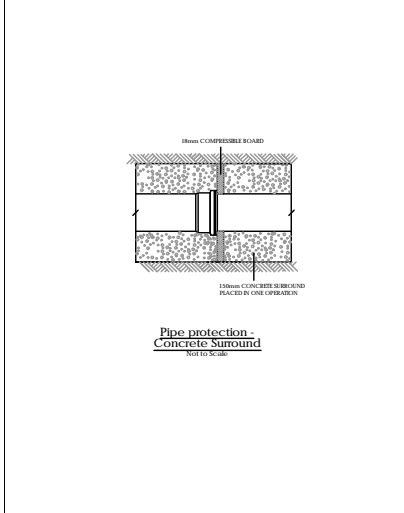 18mm COMPRESSIBLE BOARD
150mm CONCRETE SURROUND
PLACED IN ONE OPERATION
Pipe protection -
Concrete Surround
Not to Scale